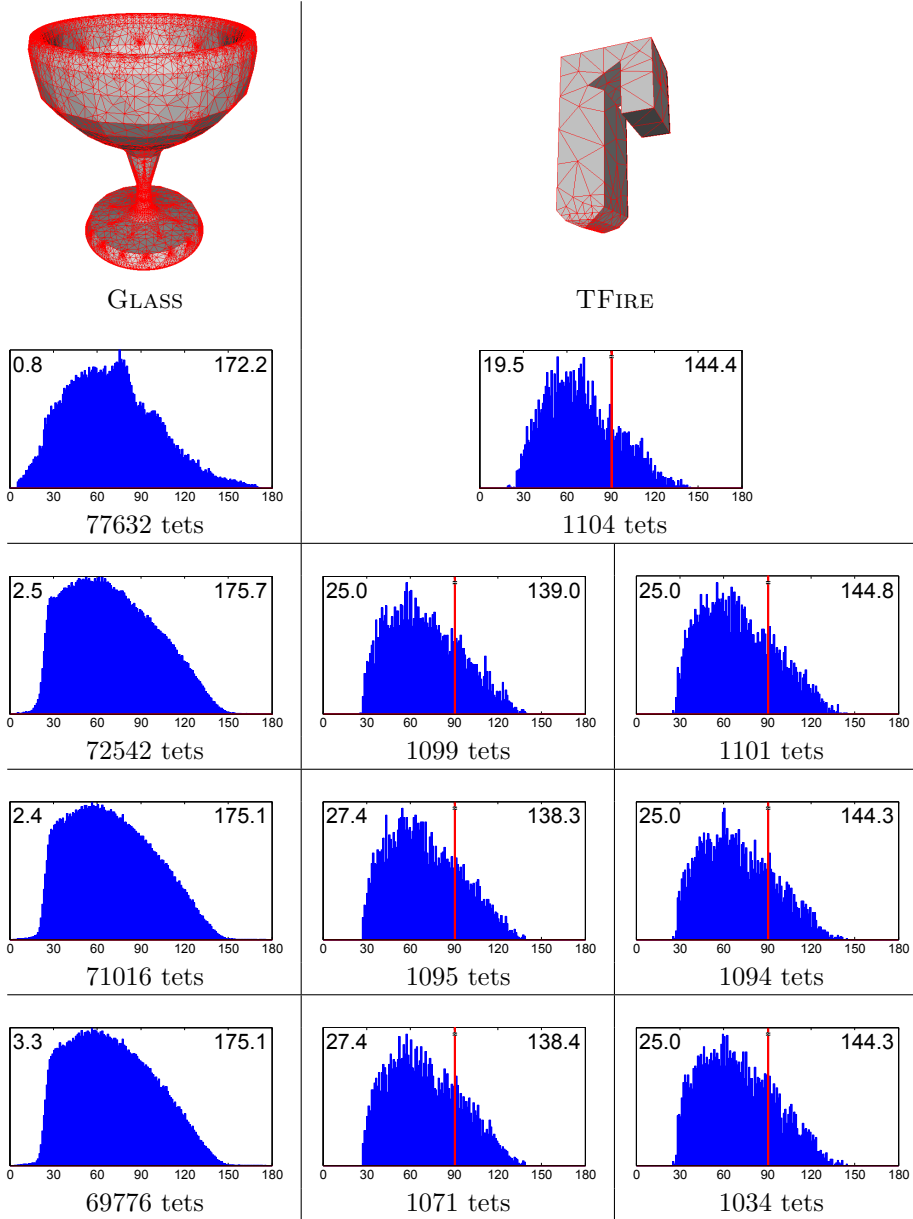 GLASS TFIRE
0.8 172.2 19.5 144.4
0 30 60 90 120 150 180 0 30 60 90 120 150 180
77632 tets 1104 tets
2.5 175.7 25.0 139.0 25.0 144.8
0 30 60 90 120 150 180 0 30 60 90 120 150 180 0 30 60 90 120 150 180
72542 tets 1099 tets 1101 tets
2.4 175.1 27.4 138.3 25.0 144.3
0 30 60 90 120 150 180 0 30 60 90 120 150 180 0 30 60 90 120 150 180
71016 tets 1095 tets 1094 tets
3.3 175.1 27.4 138.4 25.0 144.3
0 30 60 90 120 150 180 0 30 60 90 120 150 180 0 30 60 90 120 150 180
69776 tets 1071 tets 1034 tets